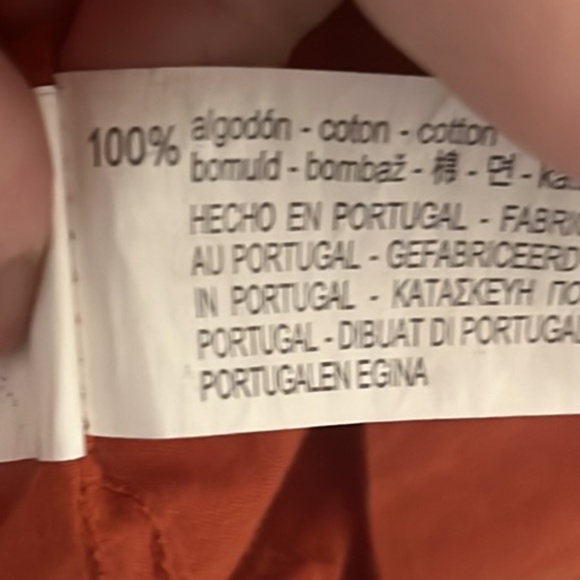 100% algodón - coton - cotton
bomuld - bombaž - 棉 - 면 -
HECHO EN PORTUGAL -
AU PORTUGAL - GEFABRICEERD
IN PORTUGAL - ΚΑΤΑΣΚΕΥΗ
PORTUGAL - DIBUAT DI PORTUGAL
PORTUGALEN EGINA